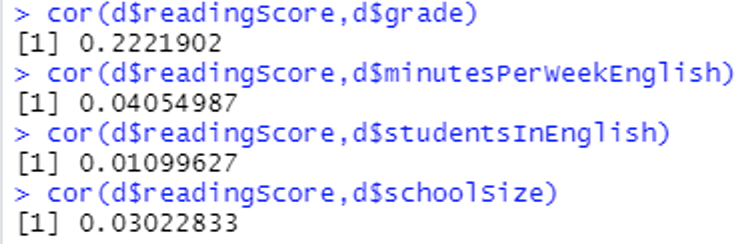 > cor(d$readingScore,d$grade)
[1] 0.2221902
> cor(d$readingScore,d$minutesPerWeekEnglish)
[1] 0.04054987
> cor(d$readingScore,d$studentsInEnglish)
[1] 0.01099627
> cor(d$readingScore,d$schoolSize)
[1] 0.03022833